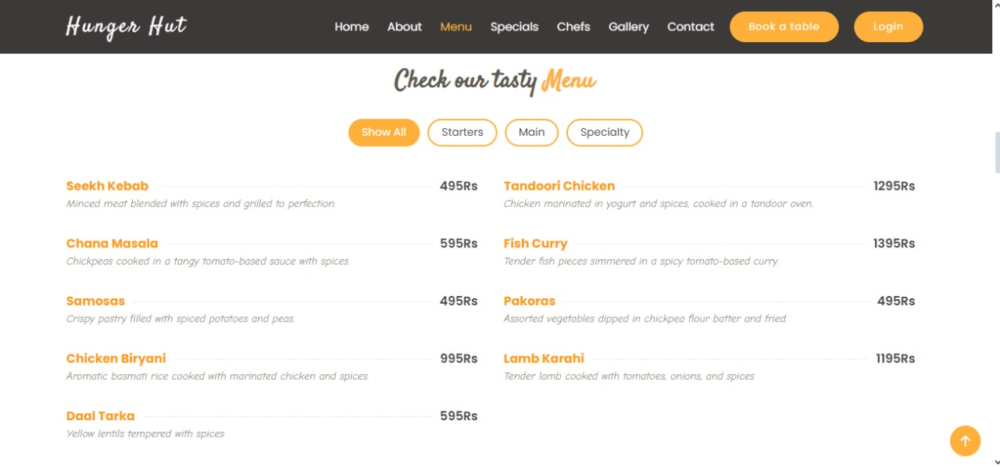 Hunger Hut
Home About Menu Specials Chefs Gallery Contact Book a table Login
Check our tasty Menu
Show All Starters Main Specialty
Seekh Kebab 495Rs
Minced meat blended with spices and grilled to perfection.
Tandoori Chicken 1295Rs
Chicken marinated in yogurt and spices, cooked in a tandoor oven.
Chana Masala 595Rs
Chickpeas cooked in a tangy tomato-based sauce with spices.
Fish Curry 1395Rs
Tender fish pieces simmered in a spicy tomato-based curry.
Samosas 495Rs
Crispy pastry filled with spiced potatoes and peas.
Pakoras 495Rs
Assorted vegetables dipped in chickpea flour batter and fried.
Chicken Biryani 995Rs
Aromatic basmati rice cooked with marinated chicken and spices.
Lamb Karahi 1195Rs
Tender lamb cooked with tomatoes, onions, and spices
Daal Tarka 595Rs
Yellow lentils tempered with spices